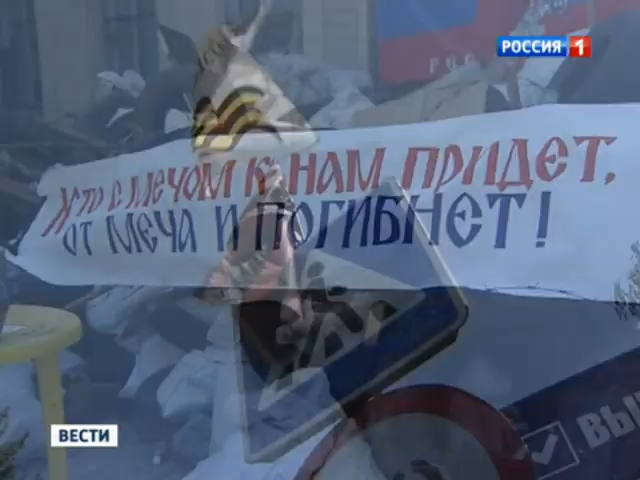 РОССИЯ 1
КТО С МЕЧОМ К НАМ ПРИДЕТ,
ОТ МЕЧА И ПОГИБНЕТ!
ВЕСТИ